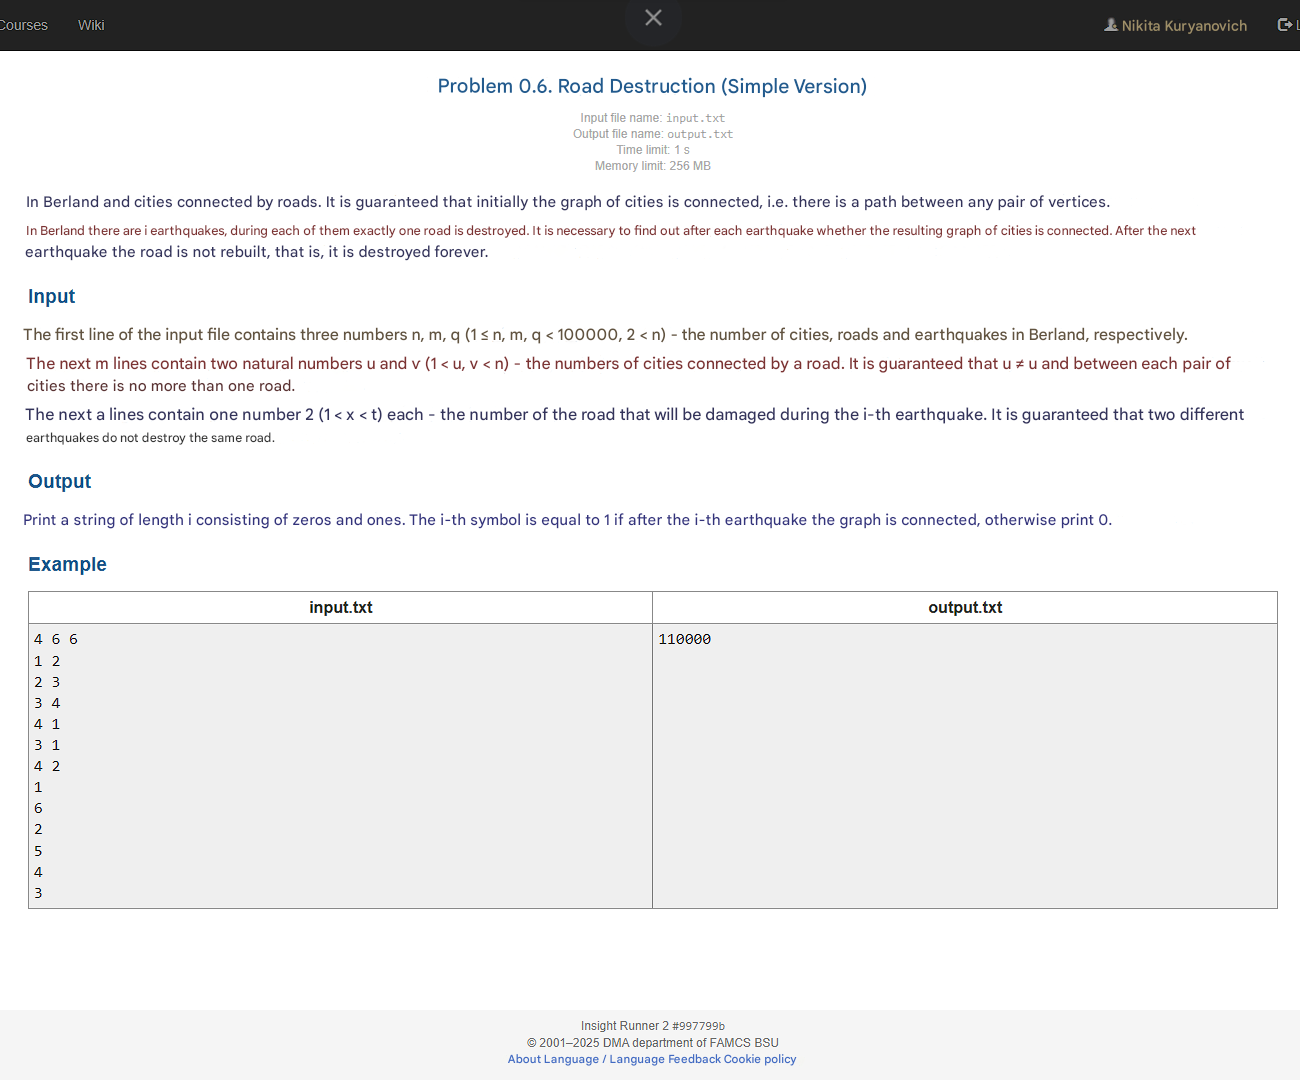 Courses Wiki Nikita Kuryanovich
Problem 0.6. Road Destruction (Simple Version)
Input file name: input.txt
Output file name: output.txt
Time limit: 1 s
Memory limit: 256 MB
In Berland and cities connected by roads. It is guaranteed that initially the graph of cities is connected, i.e. there is a path between any pair of vertices.
In Berland there are i earthquakes, during each of them exactly one road is destroyed. It is necessary to find out after each earthquake whether the resulting graph of cities is connected. After the next
earthquake the road is not rebuilt, that is, it is destroyed forever.
Input
The first line of the input file contains three numbers n, m, q (1 ≤ n, m, q < 100000, 2 < n) - the number of cities, roads and earthquakes in Berland, respectively.
The next m lines contain two natural numbers u and v (1 < u, v < n) - the numbers of cities connected by a road. It is guaranteed that u ≠ u and between each pair of
cities there is no more than one road.
The next a lines contain one number 2 (1 < x < t) each - the number of the road that will be damaged during the i-th earthquake. It is guaranteed that two different
earthquakes do not destroy the same road.
Output
Print a string of length i consisting of zeros and ones. The i-th symbol is equal to 1 if after the i-th earthquake the graph is connected, otherwise print 0.
Example
input.txt output.txt
4 6 6 110000
1 2
2 3
3 4
4 1
3 1
4 2
1
6
2
5
4
3
Insight Runner 2 #997799b
© 2001–2025 DMA department of FAMCS BSU
About Language / Language Feedback Cookie policy